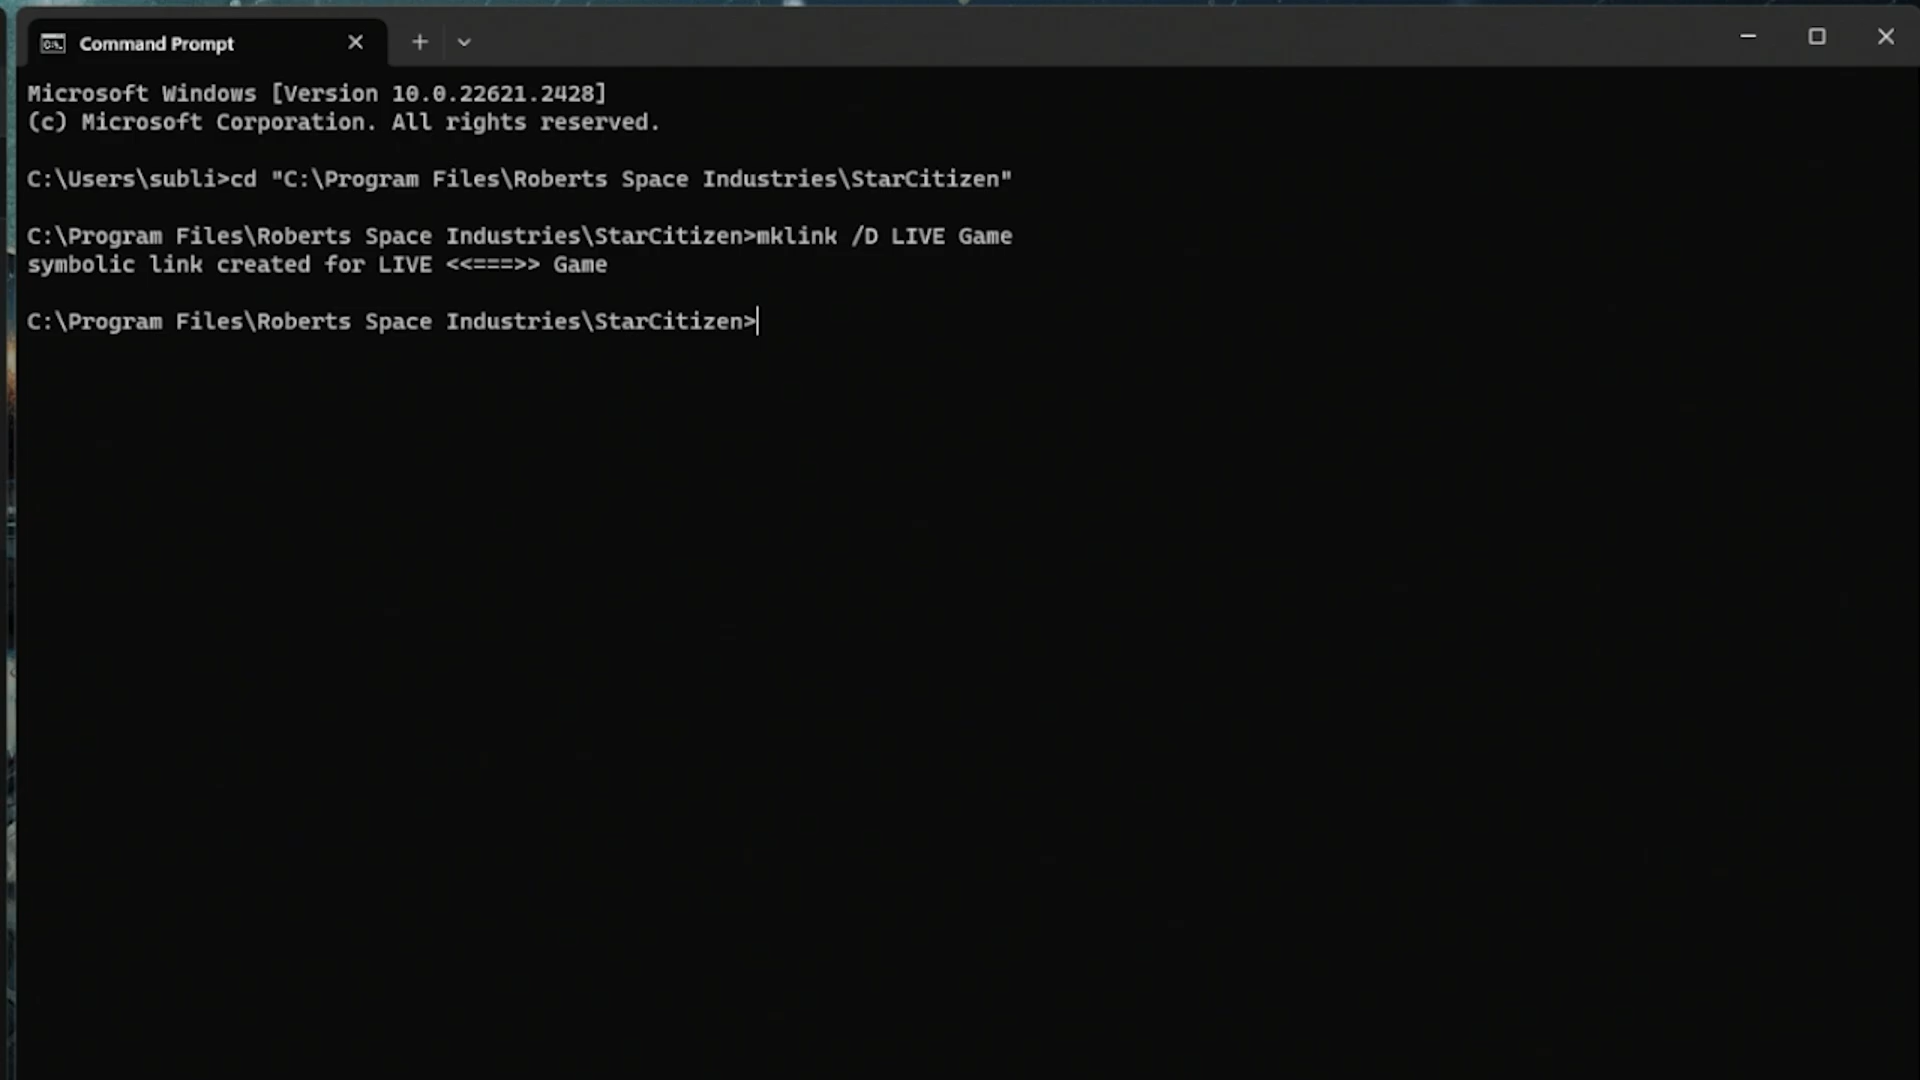 Command Prompt
Microsoft Windows [Version 10.0.22621.2428]
(c) Microsoft Corporation. All rights reserved.
C:\Users\subli>cd "C:\Program Files\Roberts Space Industries\StarCitizen"
C:\Program Files\Roberts Space Industries\StarCitizen>mklink /D LIVE Game
symbolic link created for LIVE <<===>> Game
C:\Program Files\Roberts Space Industries\StarCitizen>